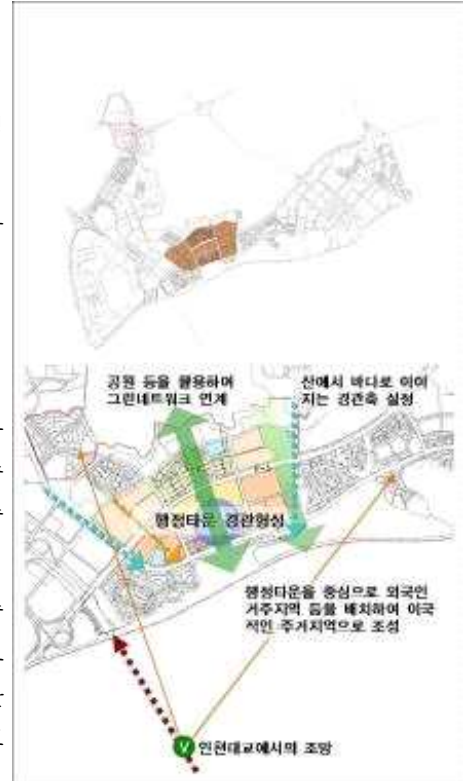 공원 등을 활용하여
그린네트워크 연계
산에서 바다로 이어
지는 경관축 설정
행정타운 경관형성
행정타운을 중심으로 외국인
거주지역 등을 배치하여 이국
적인 주거지역으로 조성
V 인천대교에서의 조망